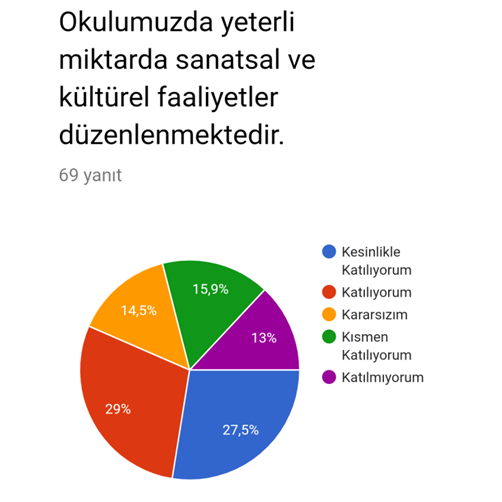 Okulumuzda yeterli
miktarda sanatsal ve
kültürel faaliyetler
düzenlenmektedir.
69 yanıt
Kesinlikle
Katılıyorum
Katılıyorum
Kararsızım
Kısmen
Katılıyorum
Katılmıyorum
15,9%
14,5%
13%
29%
27,5%